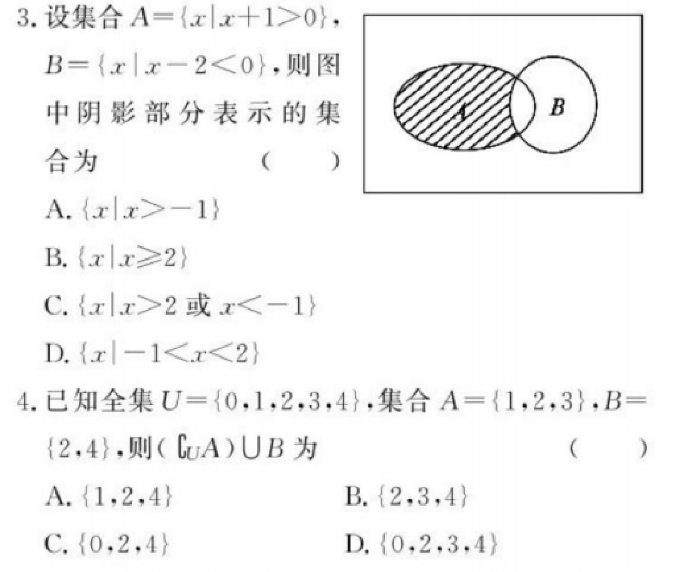 3. 设集合 A={x|x+1>0},
B={x|x-2<0},则图
中阴影部分表示的集
合为 ( )
A B
A. {x|x>-1}
B. {x|x⩾2}
C. {x|x>2 或 x<-1}
D. {x|-1<x<2}
4. 已知全集 U={0,1,2,3,4},集合 A={1,2,3},B=
{2,4},则(∁UA)∪B 为 ( )
A. {1,2,4} B. {2,3,4}
C. {0,2,4} D. {0,2,3,4}